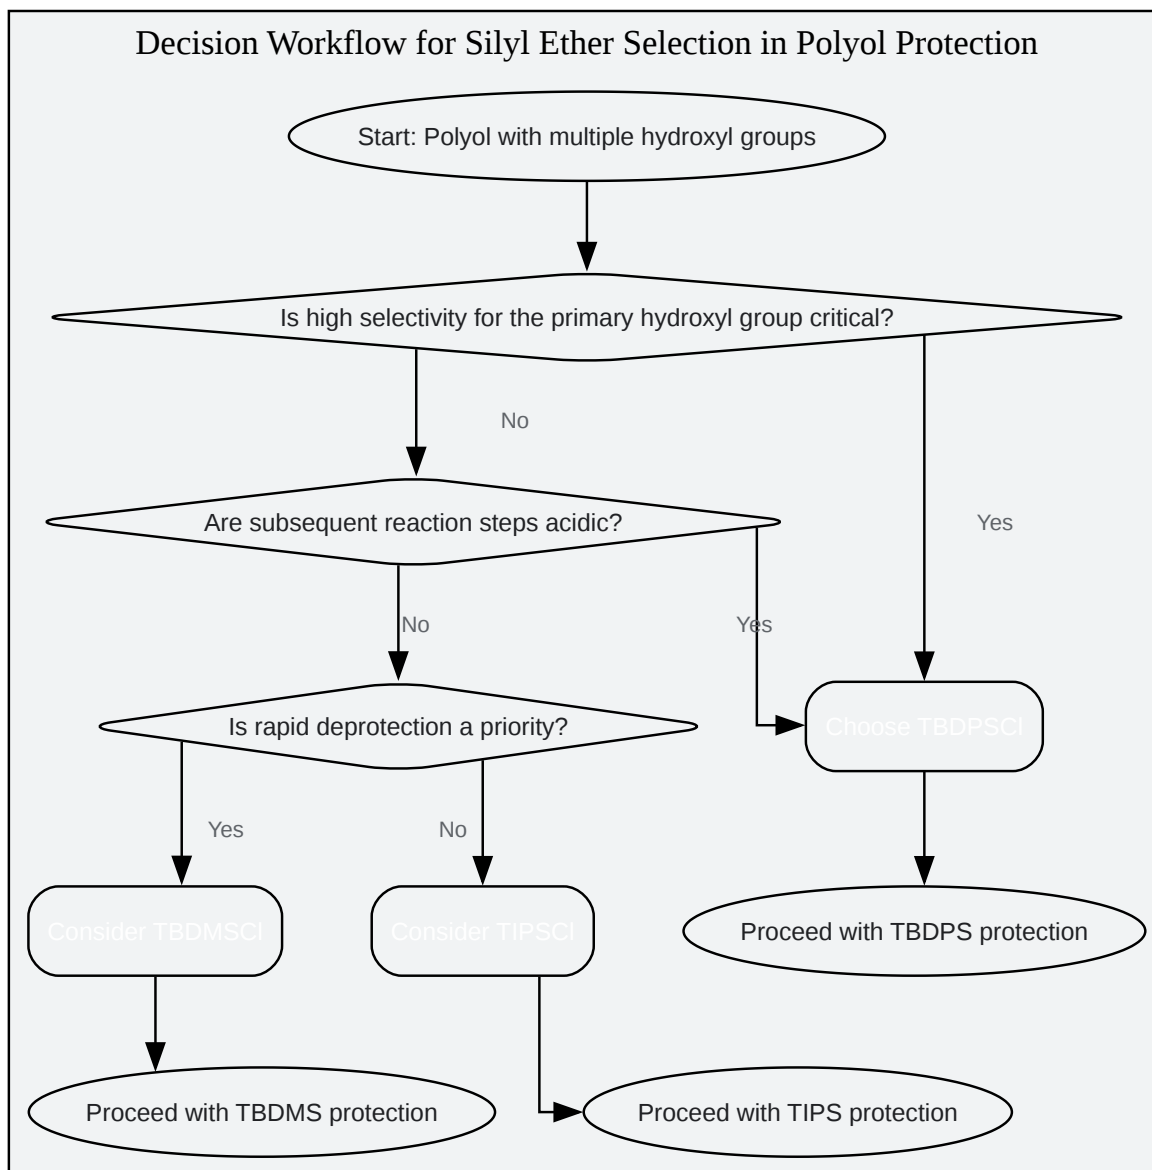 Decision Workflow for Silyl Ether Selection in Polyol Protection
Start: Polyol with multiple hydroxyl groups
Is high selectivity for the primary hydroxyl group critical?
No
Are subsequent reaction steps acidic?
Yes
No
Yes
Is rapid deprotection a priority?
Choose TBDPSCl
Yes
No
Consider TBDMSCl
Consider TIPSCl
Proceed with TBDPS protection
Proceed with TBDMS protection
Proceed with TIPS protection